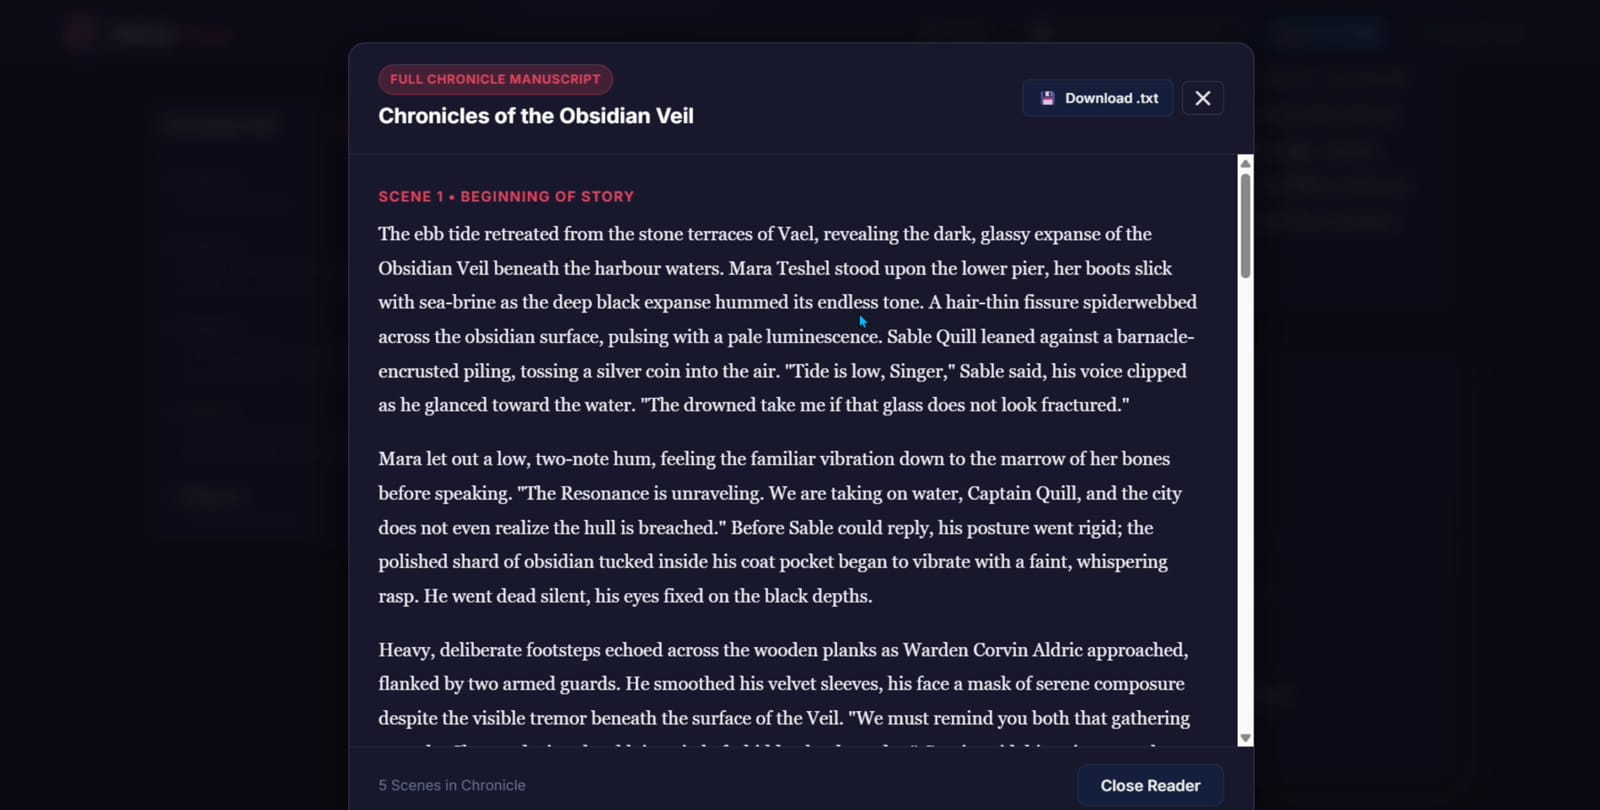 FULL CHRONICLE MANUSCRIPT
Chronicles of the Obsidian Veil
Download .txt
SCENE 1 • BEGINNING OF STORY
The ebb tide retreated from the stone terraces of Vael, revealing the dark, glassy expanse of the
Obsidian Veil beneath the harbour waters. Mara Teshel stood upon the lower pier, her boots slick
with sea-brine as the deep black expanse hummed its endless tone. A hair-thin fissure spiderwebbed
across the obsidian surface, pulsing with a pale luminescence. Sable Quill leaned against a barnacle-
encrusted piling, tossing a silver coin into the air. "Tide is low, Singer," Sable said, his voice clipped
as he glanced toward the water. "The drowned take me if that glass does not look fractured."
Mara let out a low, two-note hum, feeling the familiar vibration down to the marrow of her bones
before speaking. "The Resonance is unraveling. We are taking on water, Captain Quill, and the city
does not even realize the hull is breached." Before Sable could reply, his posture went rigid; the
polished shard of obsidian tucked inside his coat pocket began to vibrate with a faint, whispering
rasp. He went dead silent, his eyes fixed on the black depths.
Heavy, deliberate footsteps echoed across the wooden planks as Warden Corvin Aldric approached,
flanked by two armed guards. He smoothed his velvet sleeves, his face a mask of serene composure
despite the visible tremor beneath the surface of the Veil. "We must remind you both that gathering
5 Scenes in Chronicle
Close Reader